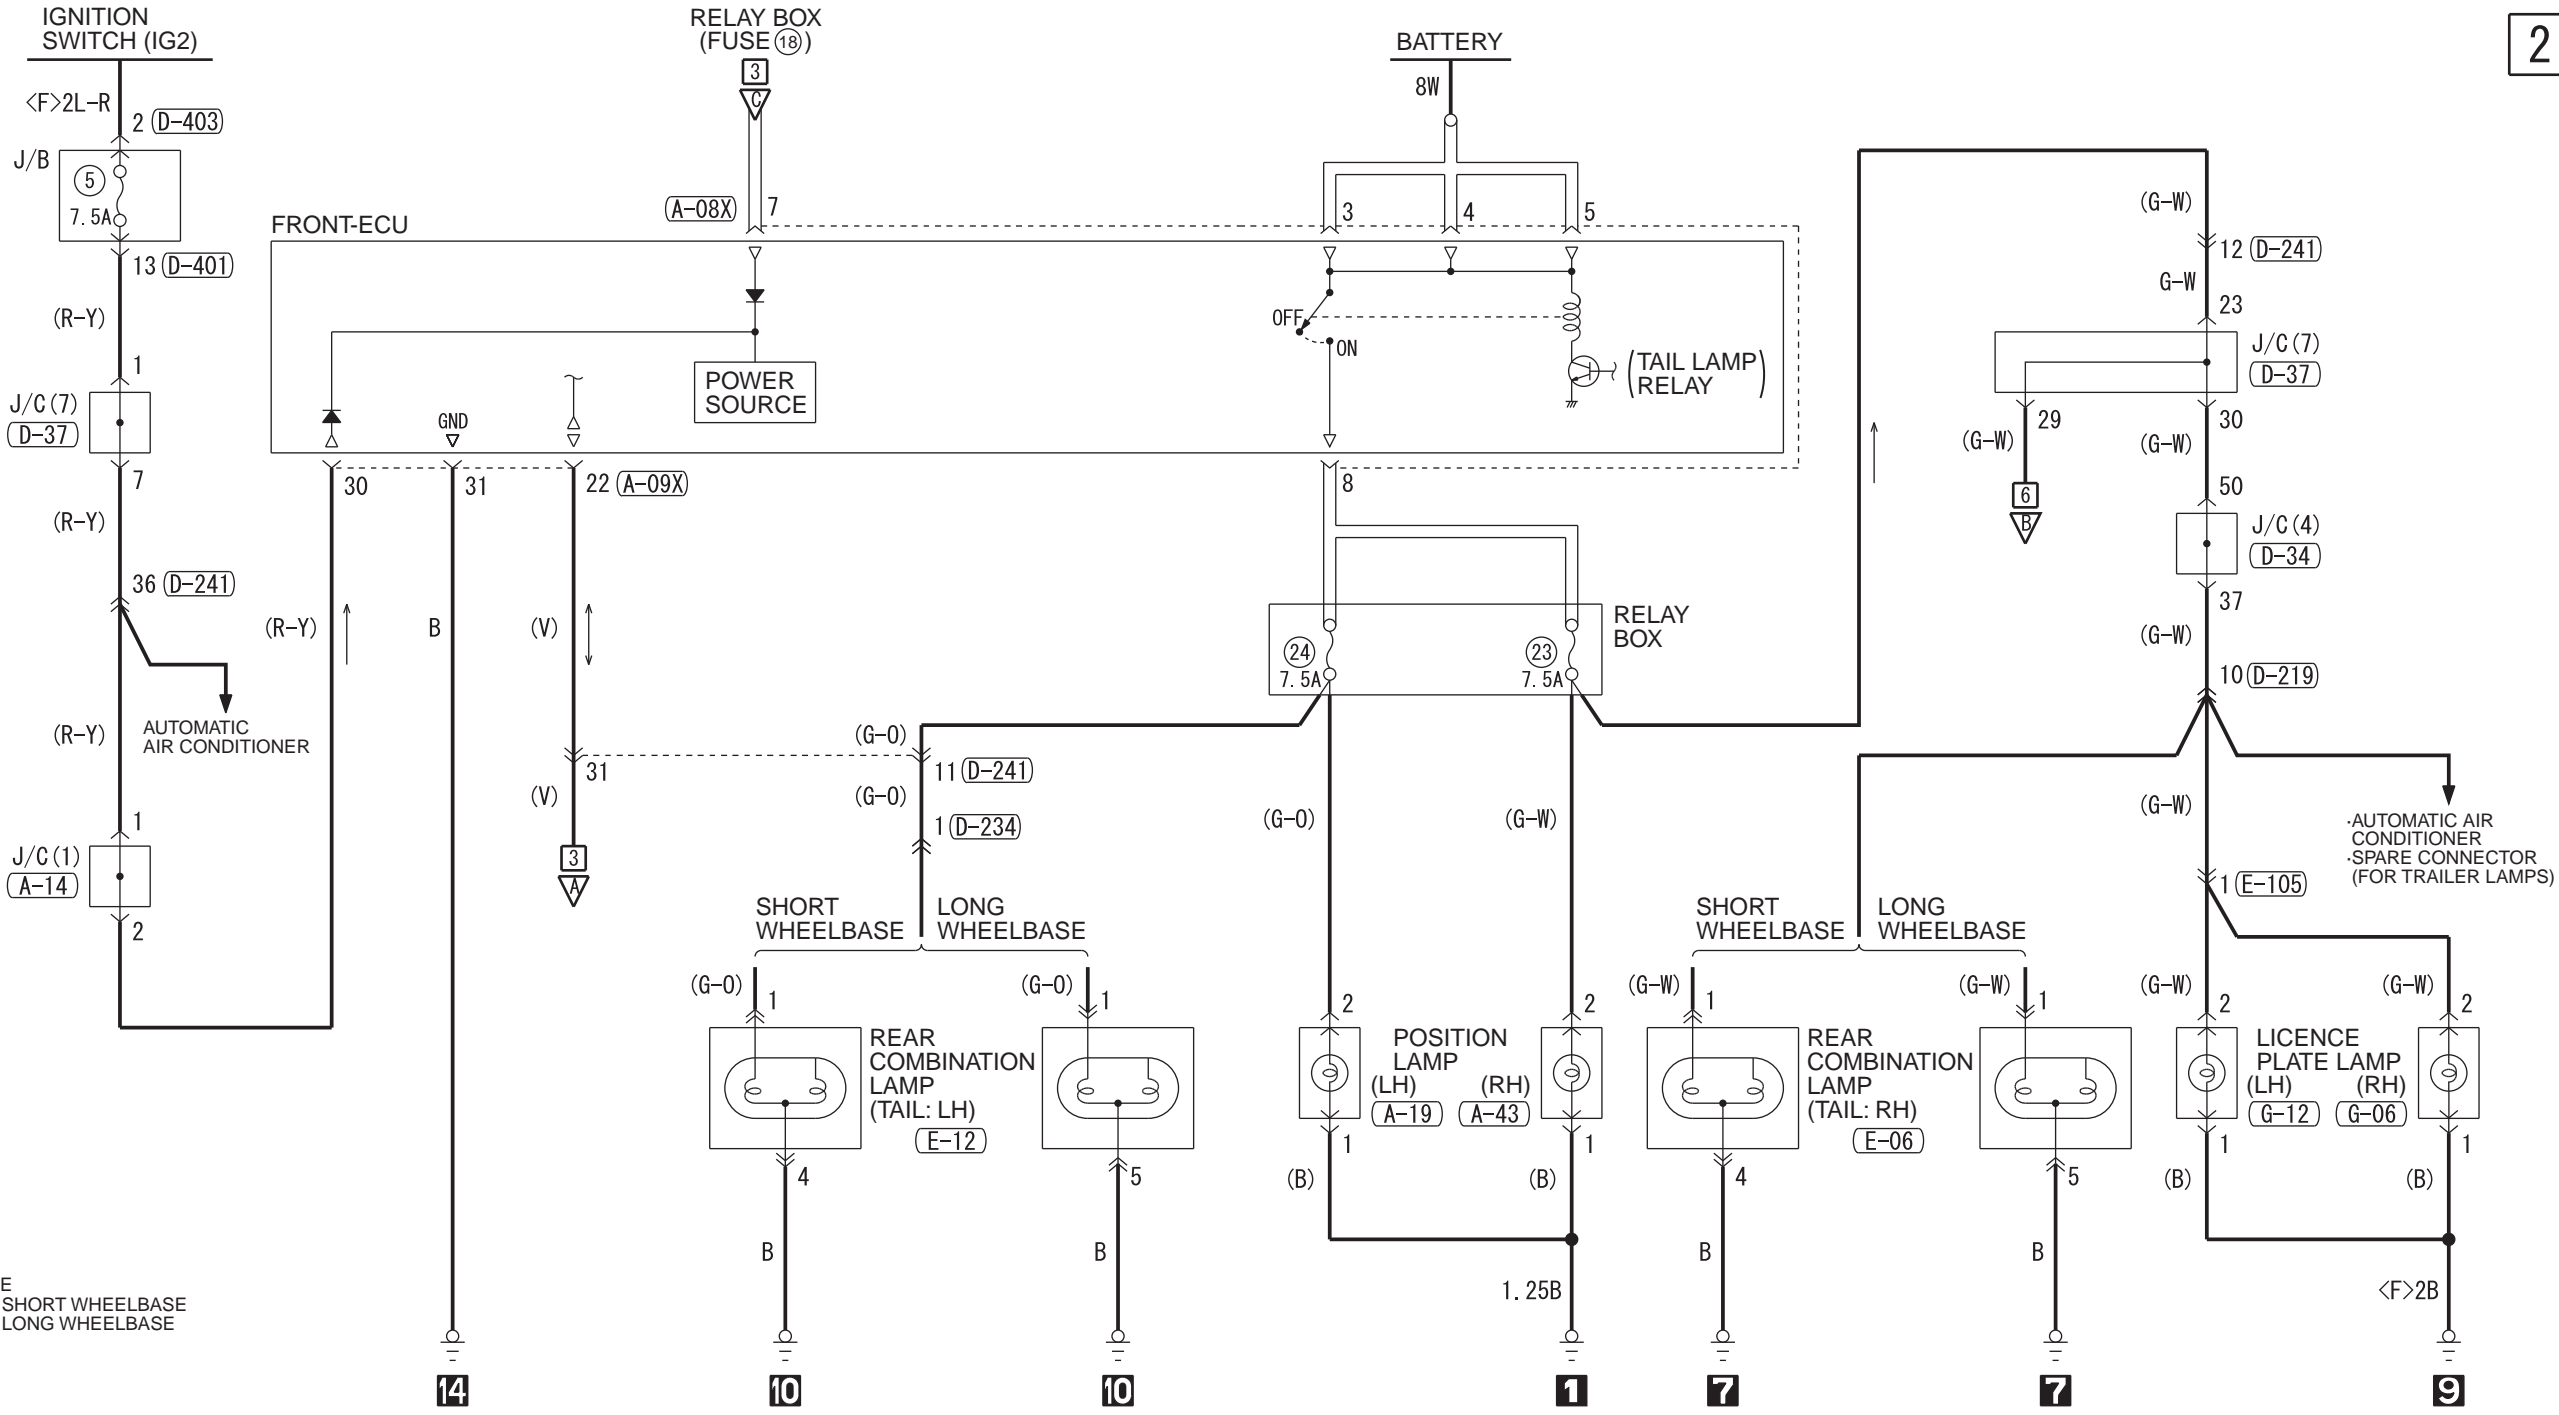 IGNITION
SWITCH (IG2)
RELAY BOX
(FUSE 18)
BATTERY
2
3
C
8W
<F>2L-R
2 (D-403)
J/B
5
7.5A
13 (D-401)
(R-Y)
1
J/C(7)
D-37
7
(R-Y)
36 (D-241)
AUTOMATIC
AIR CONDITIONER
(R-Y)
1
J/C(1)
A-14
2
FRONT-ECU
A-08X
7
3
4
5
OFF
ON
(TAIL LAMP)
RELAY
POWER
SOURCE
GND
30
31
22 (A-09X)
8
(R-Y)
B
(V)
31
(V)
3
A
RELAY
BOX
24
7.5A
23
7.5A
(G-O)
11 (D-241)
(G-O)
1 (D-234)
(G-O)
(G-W)
SHORT
WHEELBASE
LONG
WHEELBASE
(G-O)
1
(G-O)
1
REAR
COMBINATION
LAMP
(TAIL: LH)
E-12
4
5
B
B
2
2
POSITION
LAMP
(LH)
(RH)
A-19
A-43
1
1
(B)
(B)
1.25B
(G-W)
12 (D-241)
G-W
23
J/C(7)
D-37
29
30
(G-W)
(G-W)
6
B
50
J/C(4)
D-34
37
(G-W)
10 (D-219)
(G-W)
·AUTOMATIC AIR
CONDITIONER
·SPARE CONNECTOR
(FOR TRAILER LAMPS)
1 (E-105)
SHORT
WHEELBASE
LONG
WHEELBASE
(G-W)
1
(G-W)
1
REAR
COMBINATION
LAMP
(TAIL: RH)
E-06
4
5
B
B
(G-W)
2
(G-W)
2
LICENCE
PLATE LAMP
(LH)
(RH)
G-12
G-06
1
1
(B)
(B)
<F>2B
E
SHORT WHEELBASE
LONG WHEELBASE
14
10
10
1
7
7
9